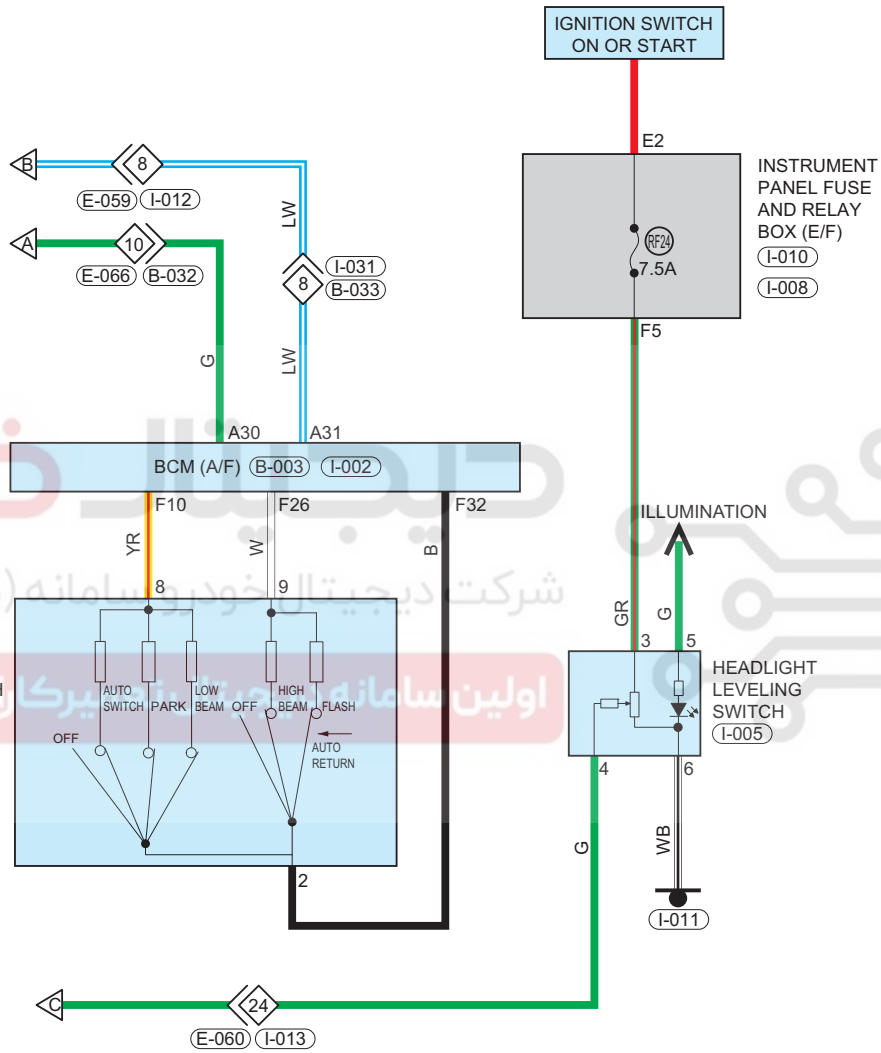 IGNITION SWITCH
ON OR START
E2
INSTRUMENT
PANEL FUSE
AND RELAY
BOX (E/F)
I-010
I-008
RF24
7.5A
F5
B
8
E-059 I-012
LW
A
10
E-066 B-032
I-031
8
B-033
G
LW
A30 A31
BCM (A/F) B-003 I-002
F10 F26 F32
YR W B
8 9
AUTO
SWITCH PARK LOW
BEAM
OFF
HIGH
BEAM
FLASH
OFF
AUTO
RETURN
2
ILLUMINATION
GR G
3 5
HEADLIGHT
LEVELING
SWITCH
I-005
4 6
G WB
I-011
C
24
E-060 I-013
دیجیتال
شرکت دیجیتال خودرو سامانه
اولین سامانه دیجیتال تعمیرکاران